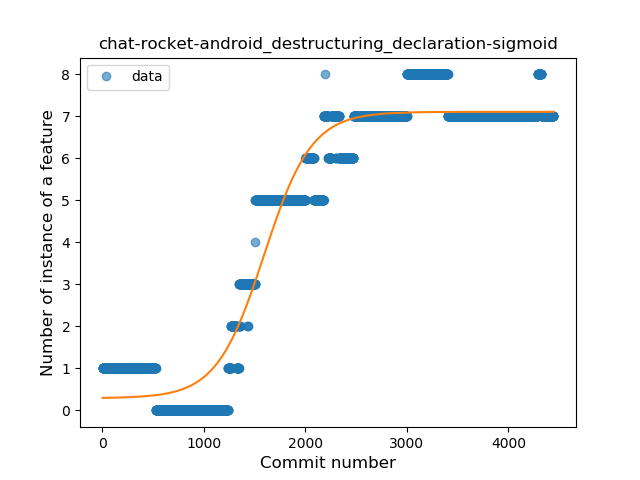 chat-rocket-android_destructuring_declaration-sigmoid
data
Number of instance of a feature
8
7
6
5
4
3
2
1
0
0 1000 2000 3000 4000
Commit number